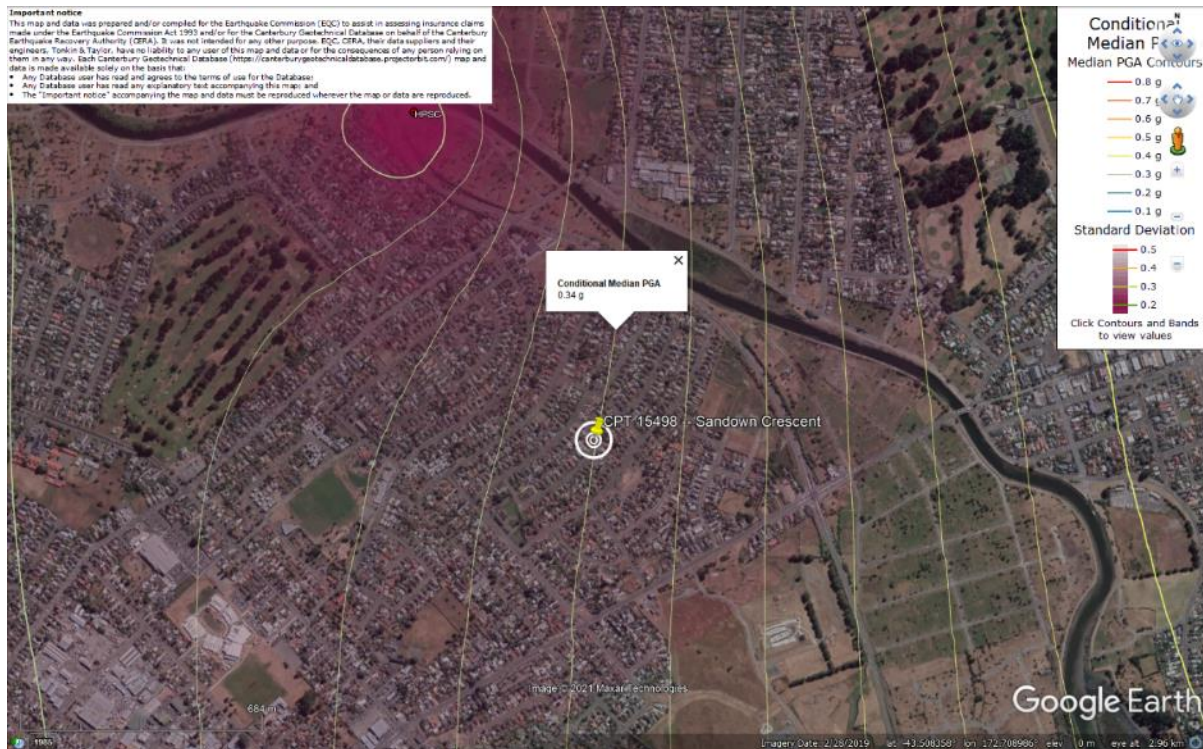 Important notice
This map and data was prepared and/or compiled for the Earthquake Commission (EQC) to assist in assessing insurance claims
made under the Earthquake Commission Act 1993 and/or for the Canterbury Geotechnical Database on behalf of the Canterbury
Earthquake Recovery Authority (CERA). It was not intended for any other purpose. EQC, CERA, their data suppliers and their
engineers, Tonkin & Taylor, have no liability to any user of this map and data or for the consequences of any person relying on
them in any way. Each Canterbury Geotechnical Database (https://canterburygeotechnicaldatabase.projectorbit.com/) map and
data is made available solely on the basis that:
• Any Database user has read and agrees to the terms of use for the Database;
• Any Database user has read any explanatory text accompanying this map; and
• The "Important notice" accompanying the map and data must be reproduced wherever the map or data are reproduced.
HPSC
Conditional
Median
Median PGA Contours
0.8 g
0.7 g
0.6 g
0.5 g
0.4 g
0.3 g
0.2 g
0.1 g
Standard Deviation
0.5
0.4
0.3
0.2
Click Contours and Bands
to view values
N
Conditional Median PGA
0.34 g
CPT 15498 - Sandown Crescent
Image © 2021 Maxar Technologies
684 m
Google Earth
1985
Imagery Date: 2/28/2019 lat -43.508358° lon 172.708986° elev 0 m eye alt 2.96 km